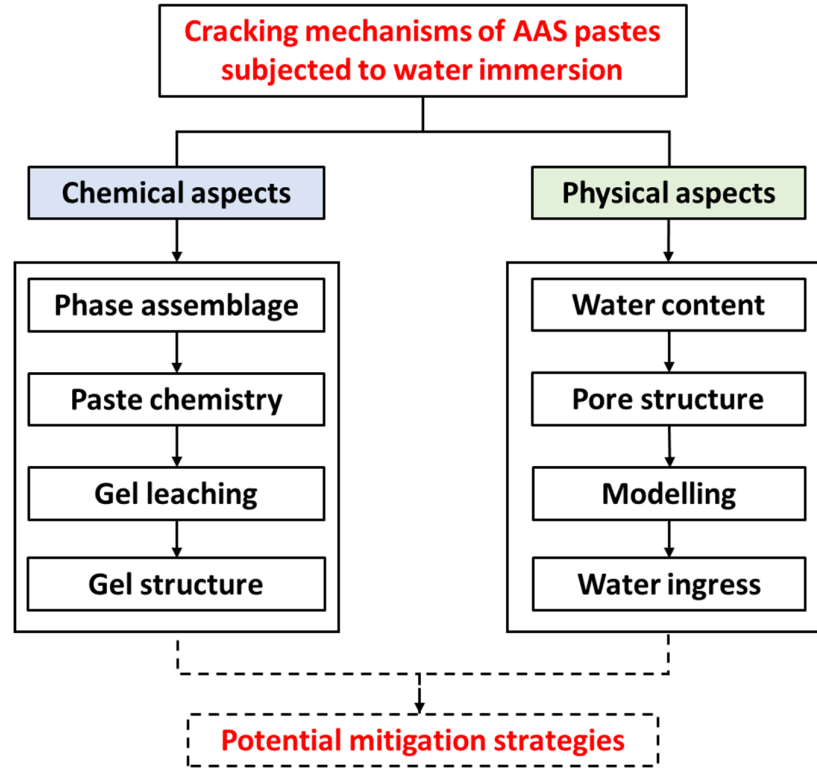 Cracking mechanisms of AAS pastes
subjected to water immersion
Chemical aspects
Phase assemblage
Paste chemistry
Gel leaching
Gel structure
Physical aspects
Water content
Pore structure
Modelling
Water ingress
Potential mitigation strategies